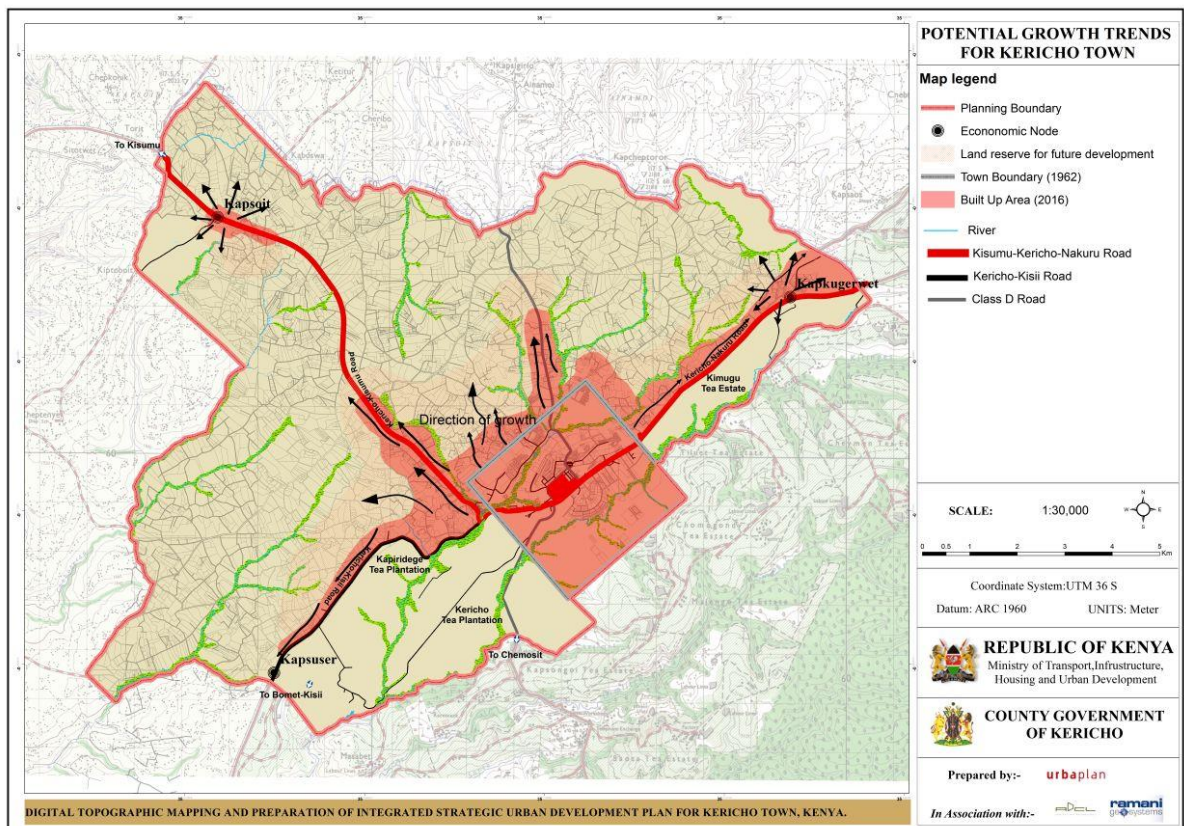 POTENTIAL GROWTH TRENDS
FOR KERICHO TOWN
Map legend
Planning Boundary
Econonomic Node
Land reserve for future development
Town Boundary (1962)
Built Up Area (2016)
River
Kisumu-Kericho-Nakuru Road
Kericho-Kisii Road
Class D Road
SCALE: 1:30,000
N
W E
S
0 0.5 1 2 3 4 5
Km
Coordinate System:UTM 36 S
Datum: ARC 1960 UNITS: Meter
REPUBLIC OF KENYA
Ministry of Transport,Infrastructure,
Housing and Urban Development
COUNTY GOVERNMENT
OF KERICHO
Prepared by:- urbaplan
In Association with:- ramani
geosystems
To Kisumu
Kapsoit
Kapkugerwet
Kericho-Nakuru Road
Kimugu
Tea Estate
Kericho-Kisumu Road
Direction of growth
Kapiridege
Tea Plantation
Kericho-Kisii Road
Kericho
Tea Plantation
Kapsuser
To Chemosit
To Bomet-Kisii
Kapcheptoror
Ainamoi
Kaptebengwo
DIGITAL TOPOGRAPHIC MAPPING AND PREPARATION OF INTEGRATED STRATEGIC URBAN DEVELOPMENT PLAN FOR KERICHO TOWN, KENYA.